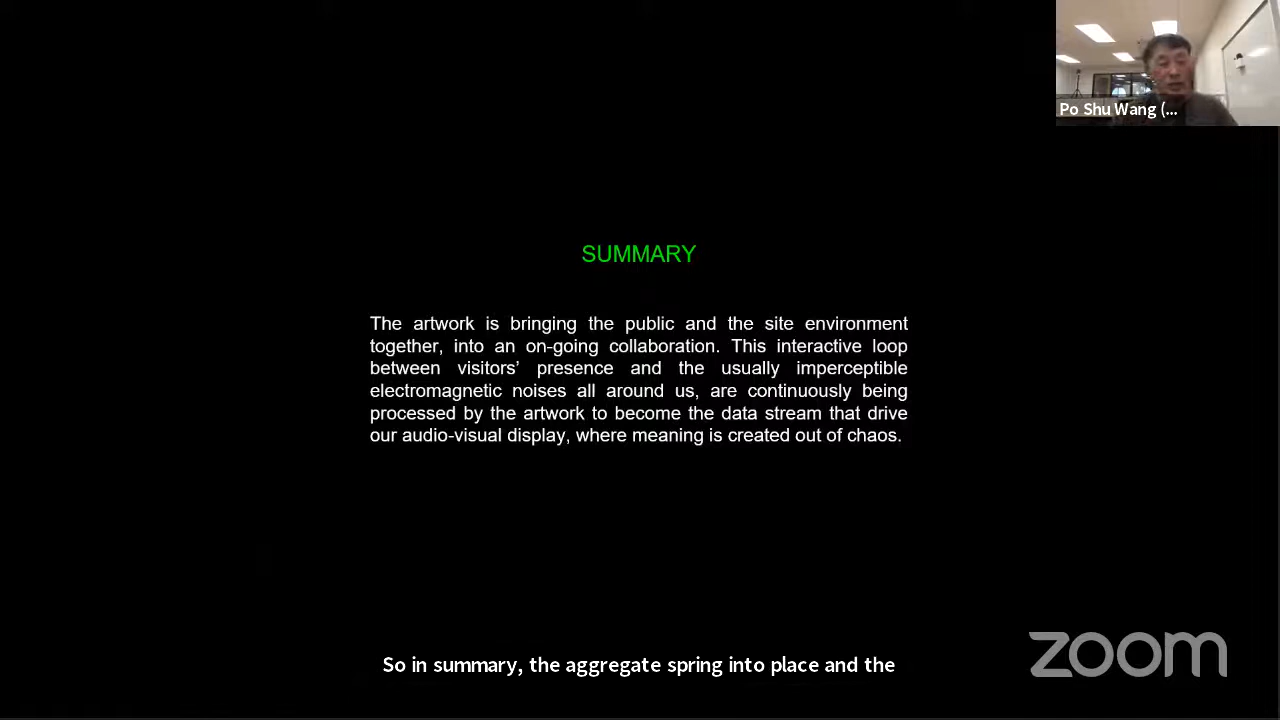 Po Shu Wang (...
SUMMARY
The artwork is bringing the public and the site environment
together, into an on-going collaboration. This interactive loop
between visitors' presence and the usually imperceptible
electromagnetic noises all around us, are continuously being
processed by the artwork to become the data stream that drive
our audio-visual display, where meaning is created out of chaos.
So in summary, the aggregate spring into place and the
zoom